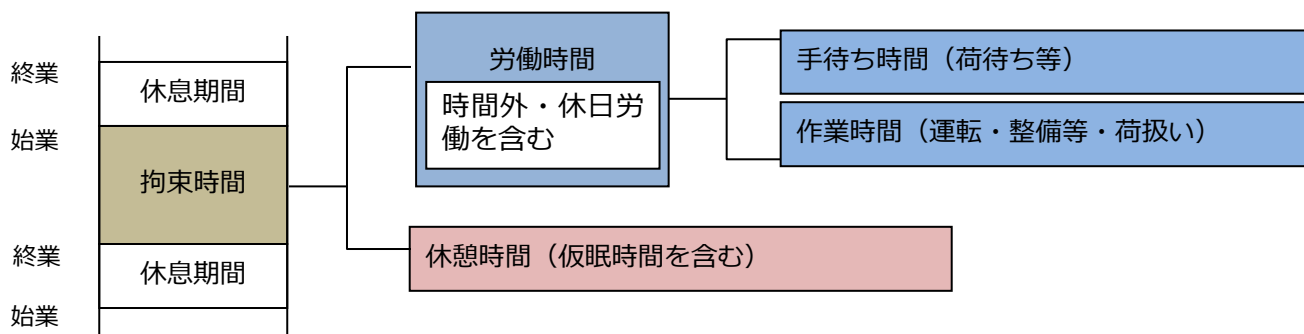 終業
休息期間
始業
拘束時間
終業
休息期間
始業
労働時間
時間外・休日労
働を含む
手待ち時間（荷待ち等）
作業時間（運転・整備等・荷扱い）
休憩時間（仮眠時間を含む）